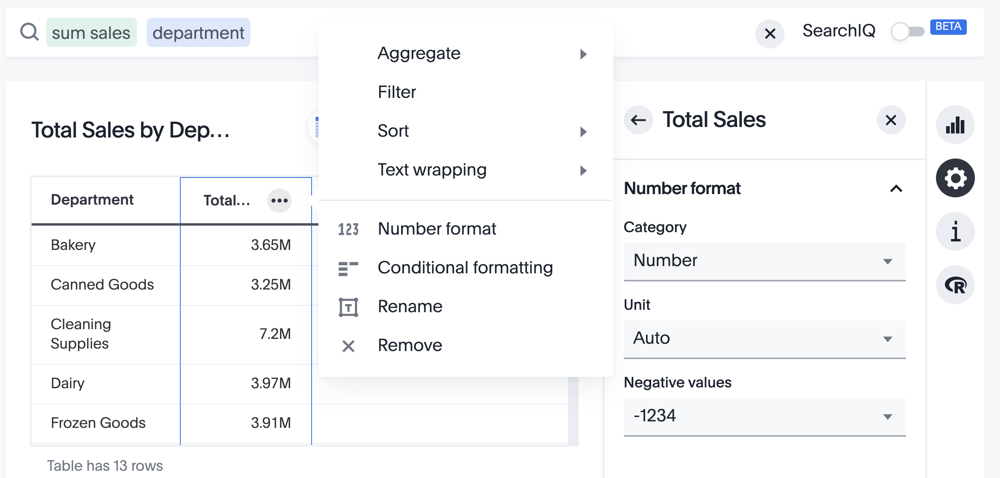 sum sales department
SearchIQ BETA
Aggregate
Filter
Sort
Text wrapping
Number format
Conditional formatting
Rename
Remove
Total Sales by Dep...
Department Total...
Bakery 3.65M
Canned Goods 3.25M
Cleaning
Supplies 7.2M
Dairy 3.97M
Frozen Goods 3.91M
Table has 13 rows
Total Sales
Number format
Category
Number
Unit
Auto
Negative values
-1234
123
T
i
R